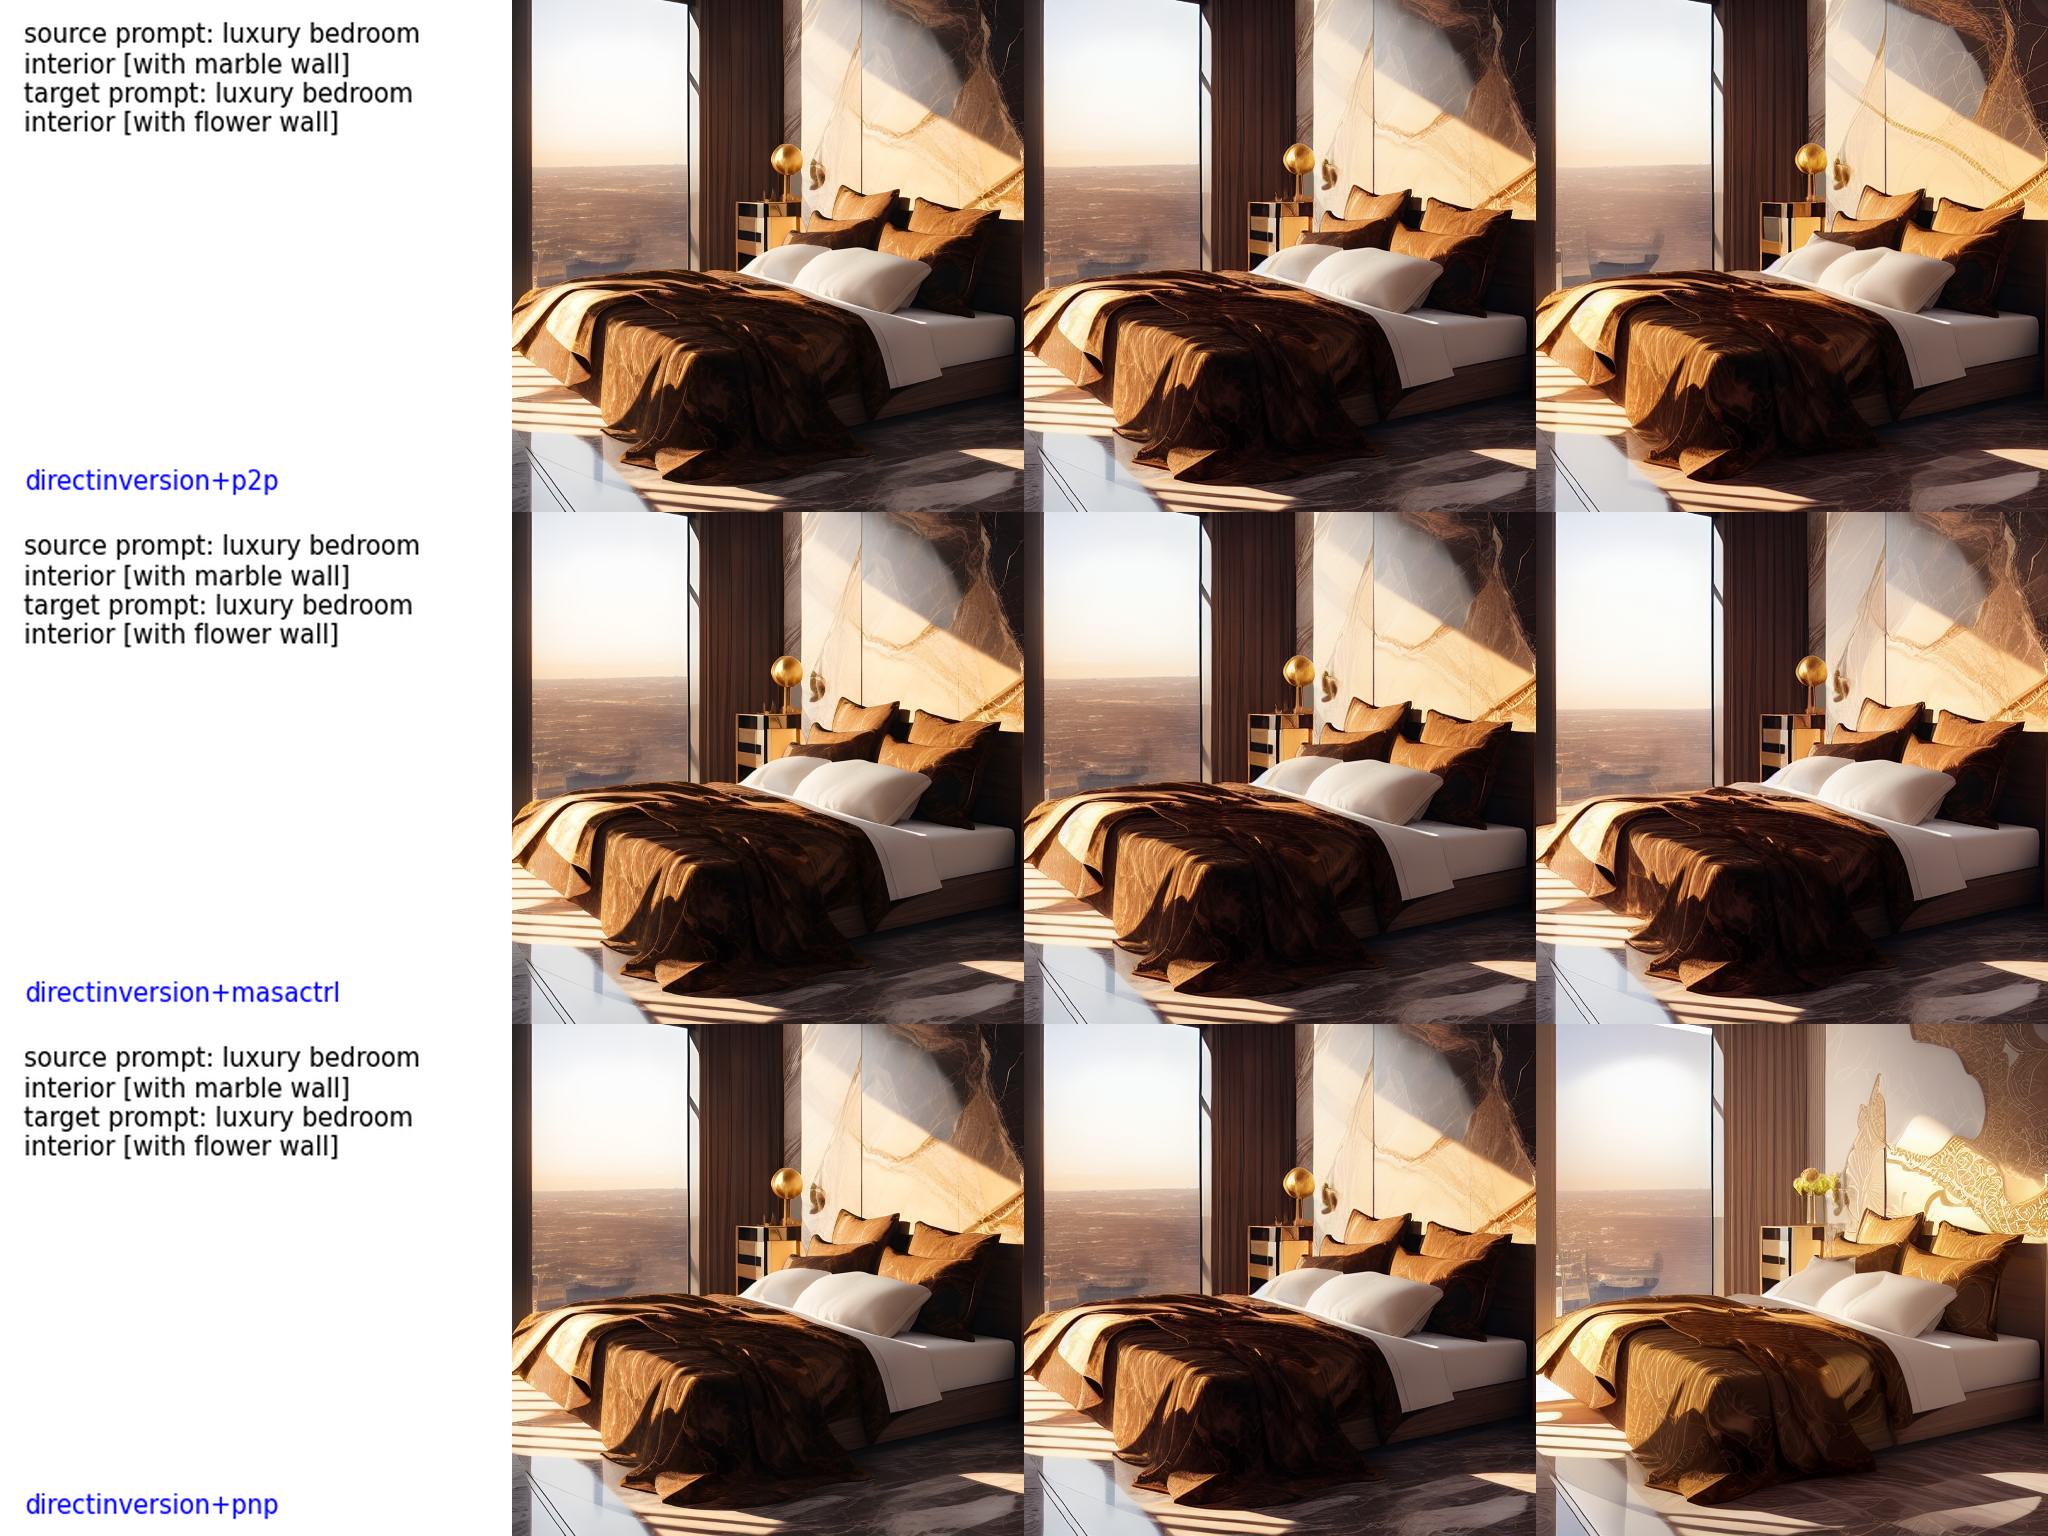 source prompt: luxury bedroom
interior [with marble wall]
target prompt: luxury bedroom
interior [with flower wall]
directinversion+p2p
source prompt: luxury bedroom
interior [with marble wall]
target prompt: luxury bedroom
interior [with flower wall]
directinversion+masactrl
source prompt: luxury bedroom
interior [with marble wall]
target prompt: luxury bedroom
interior [with flower wall]
directinversion+pnp